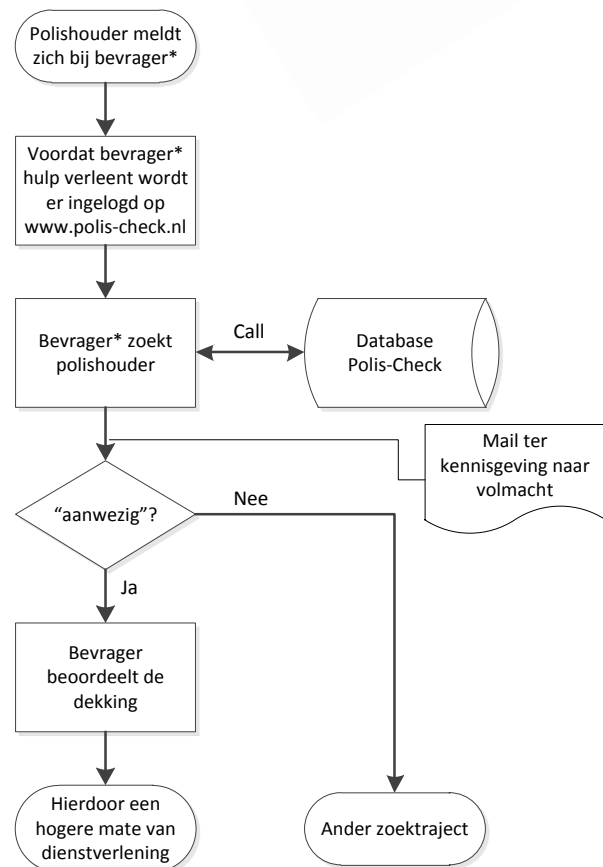 Polishouder meldt
zich bij bevrager*
Voordat bevrager*
hulp verleent wordt
er ingelogd op
www.polis-check.nl
Bevrager* zoekt
polishouder
Call
Database
Polis-Check
Mail ter
kennisgeving naar
volmacht
“aanwezig”?
Nee
Ja
Bevrager
beoordeelt de
dekking
Hierdoor een
hogere mate van
dienstverlening
Ander zoektraject